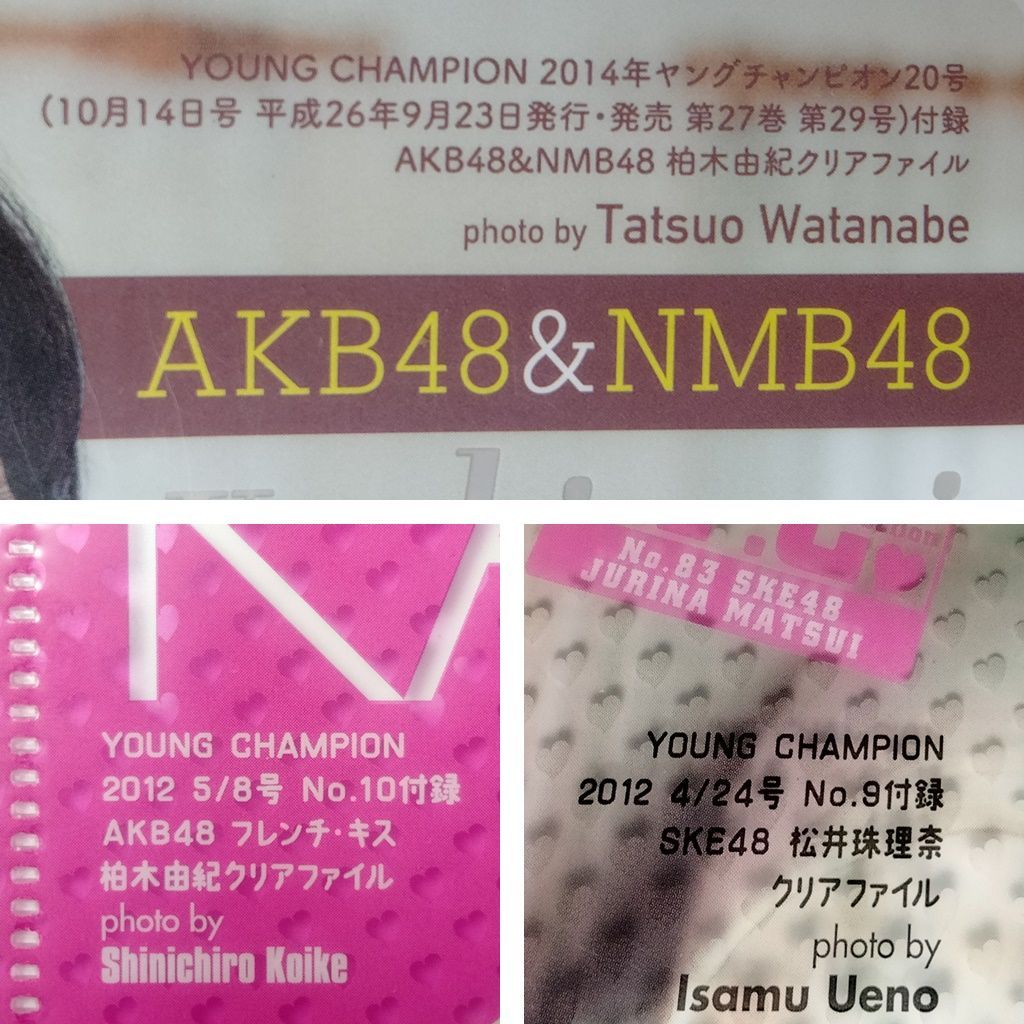 YOUNG CHAMPION 2014年ヤングチャンピオン20号
(10月14日号 平成26年9月23日発行・発売 第27巻 第29号)付録
AKB48&NMB48 柏木由紀クリアファイル
photo by Tatsuo Watanabe
AKB48&NMB48
YOUNG CHAMPION
2012 5/8号 No.10付録
AKB48 フレンチ・キス
柏木由紀クリアファイル
photo by
Shinichiro Koike
No.83 SKE48
JURINA MATSUI
YOUNG CHAMPION
2012 4/24号 No.9付録
SKE48 松井珠理奈
クリアファイル
photo by
Isamu Ueno